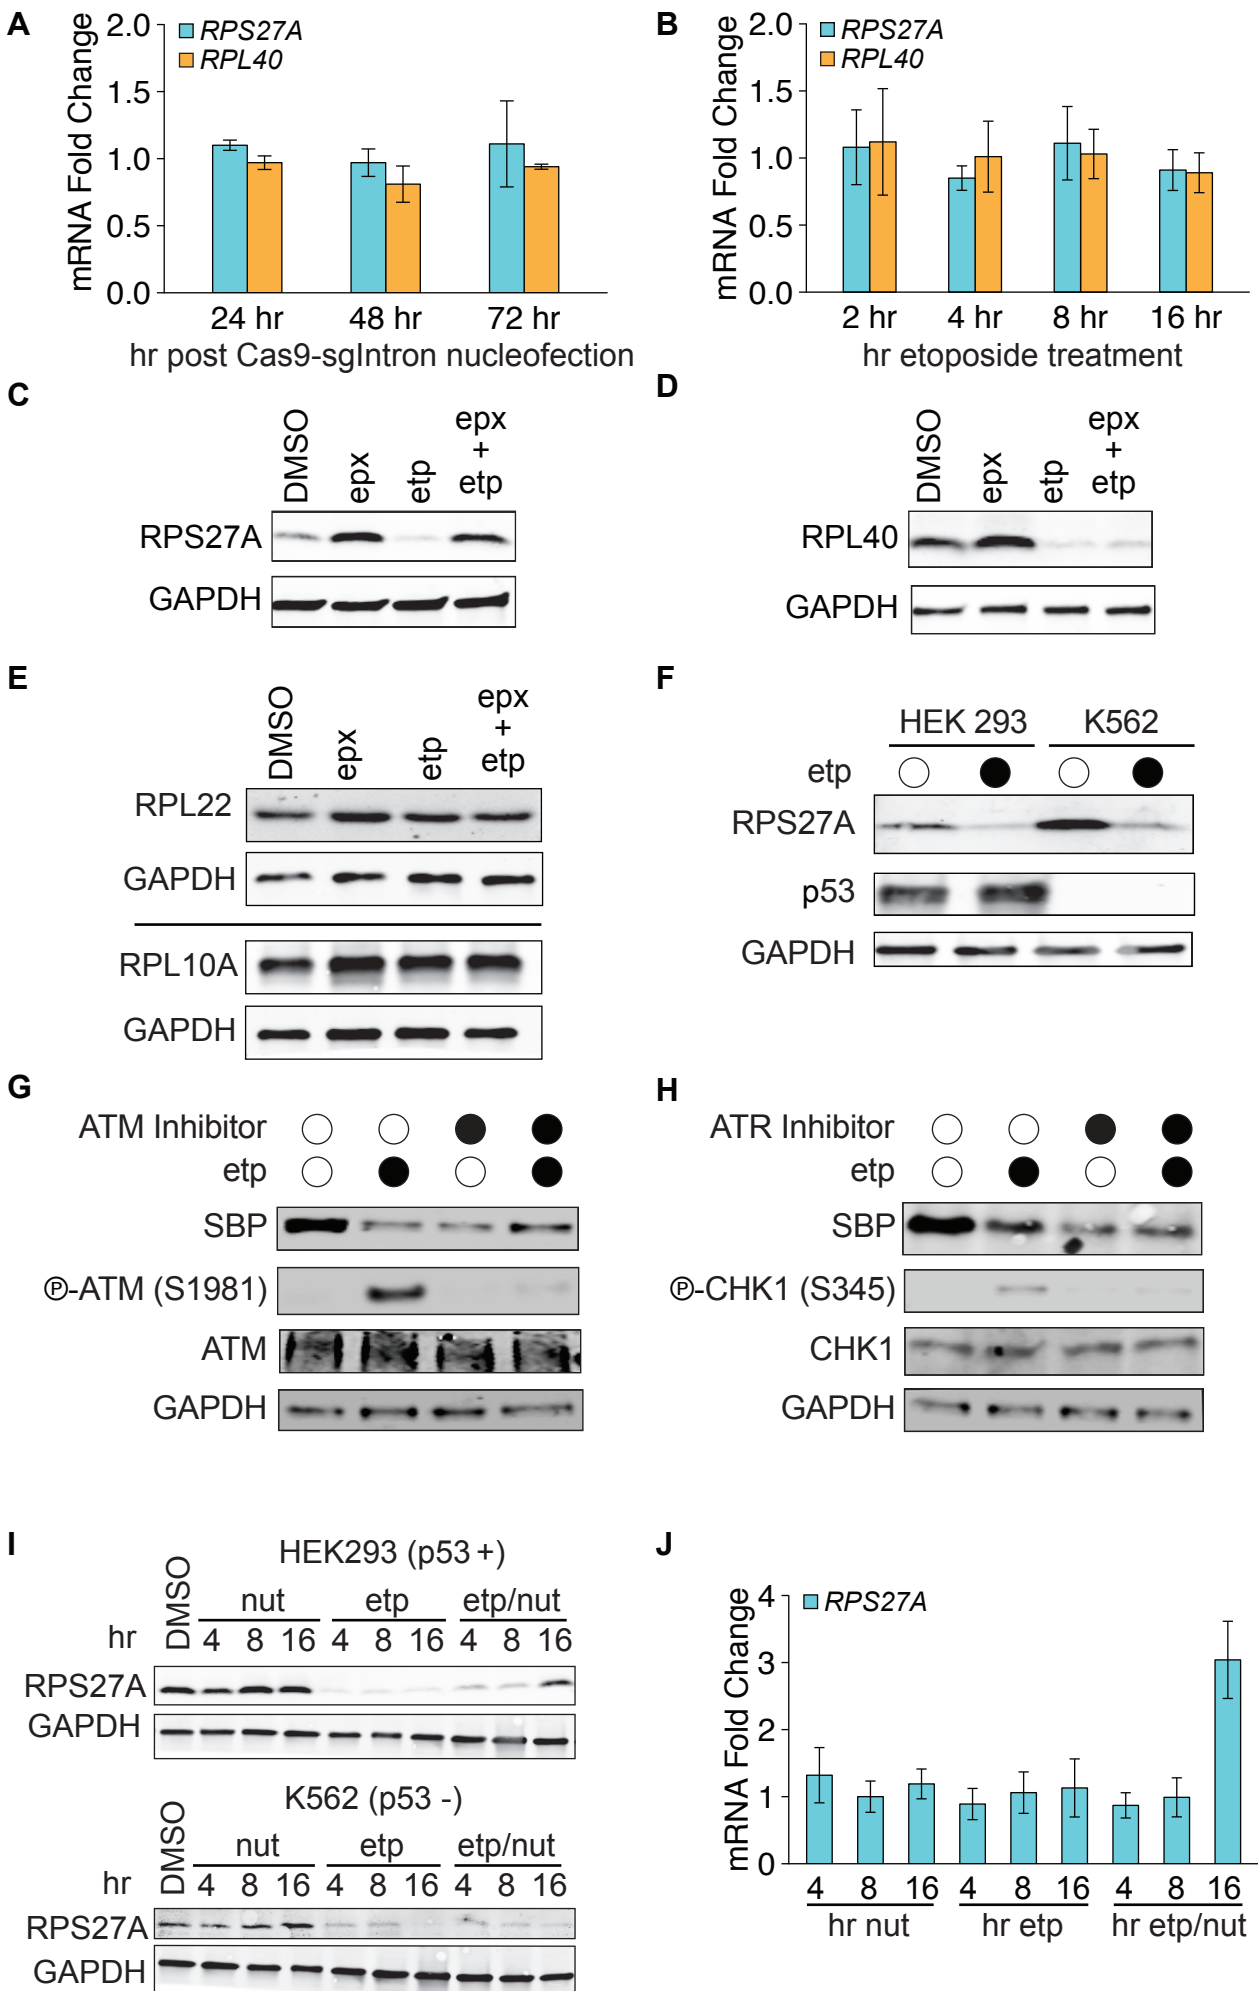 A
mRNA Fold Change
2.0
1.5
1.0
0.5
0.0
RPS27A
RPL40
24 hr 48 hr 72 hr
hr post Cas9-sgIntron nucleofection
B
mRNA Fold Change
2.0
1.5
1.0
0.5
0.0
RPS27A
RPL40
2 hr 4 hr 8 hr 16 hr
hr etoposide treatment
C
DMSO epx etp epx + etp
RPS27A
GAPDH
D
DMSO epx etp epx + etp
RPL40
GAPDH
E
DMSO epx etp epx + etp
RPL22
GAPDH
RPL10A
GAPDH
F
HEK 293 K562
etp
RPS27A
p53
GAPDH
G
ATM Inhibitor
etp
SBP
Ⓟ-ATM (S1981)
ATM
GAPDH
H
ATR Inhibitor
etp
SBP
Ⓟ-CHK1 (S345)
CHK1
GAPDH
I
HEK293 (p53 +)
DMSO nut etp etp/nut
hr 4 8 16 4 8 16 4 8 16
RPS27A
GAPDH
K562 (p53 -)
DMSO nut etp etp/nut
hr 4 8 16 4 8 16 4 8 16
RPS27A
GAPDH
J
mRNA Fold Change
4
3
2
1
0
RPS27A
4 8 16 4 8 16 4 8 16
hr nut hr etp hr etp/nut